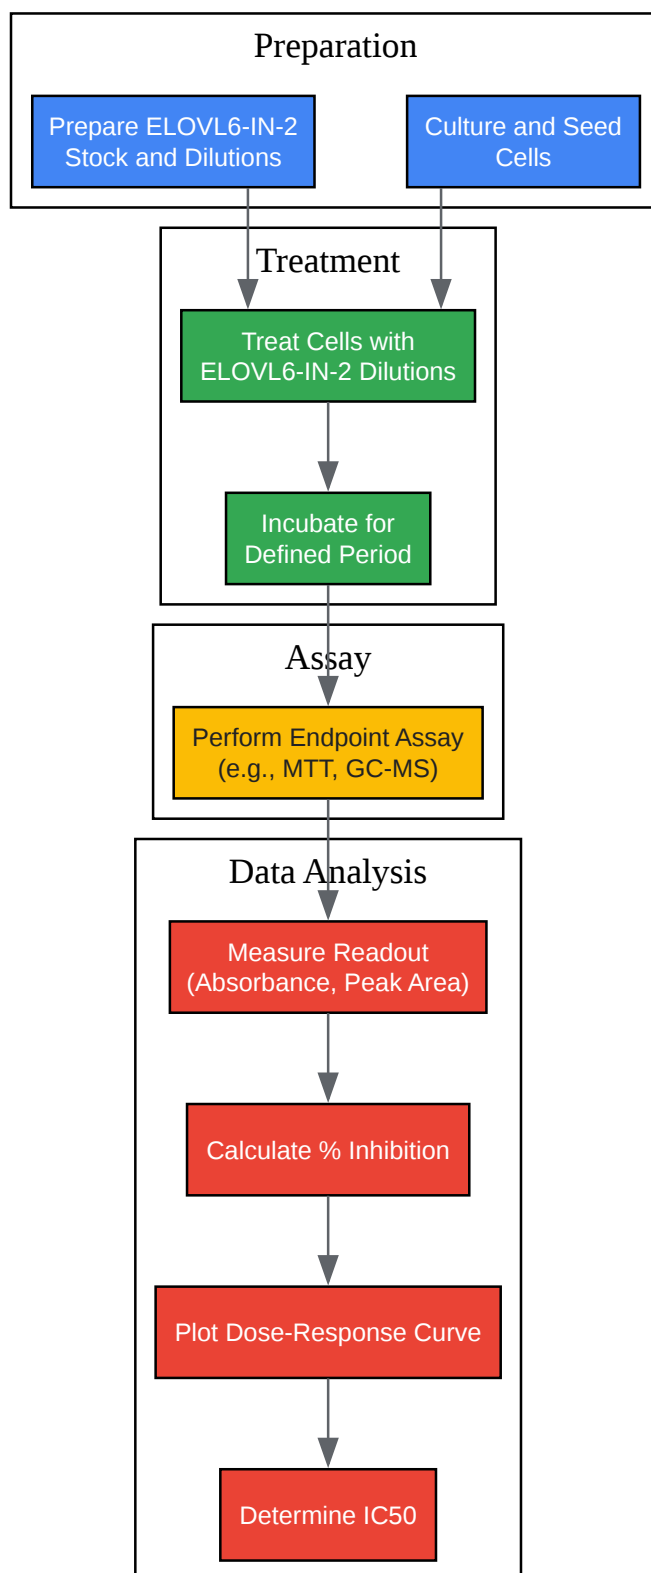 Preparation
Prepare ELOVL6-IN-2
Stock and Dilutions
Culture and Seed
Cells
Treatment
Treat Cells with
ELOVL6-IN-2 Dilutions
Incubate for
Defined Period
Assay
Perform Endpoint Assay
(e.g., MTT, GC-MS)
Data Analysis
Measure Readout
(Absorbance, Peak Area)
Calculate % Inhibition
Plot Dose-Response Curve
Determine IC50